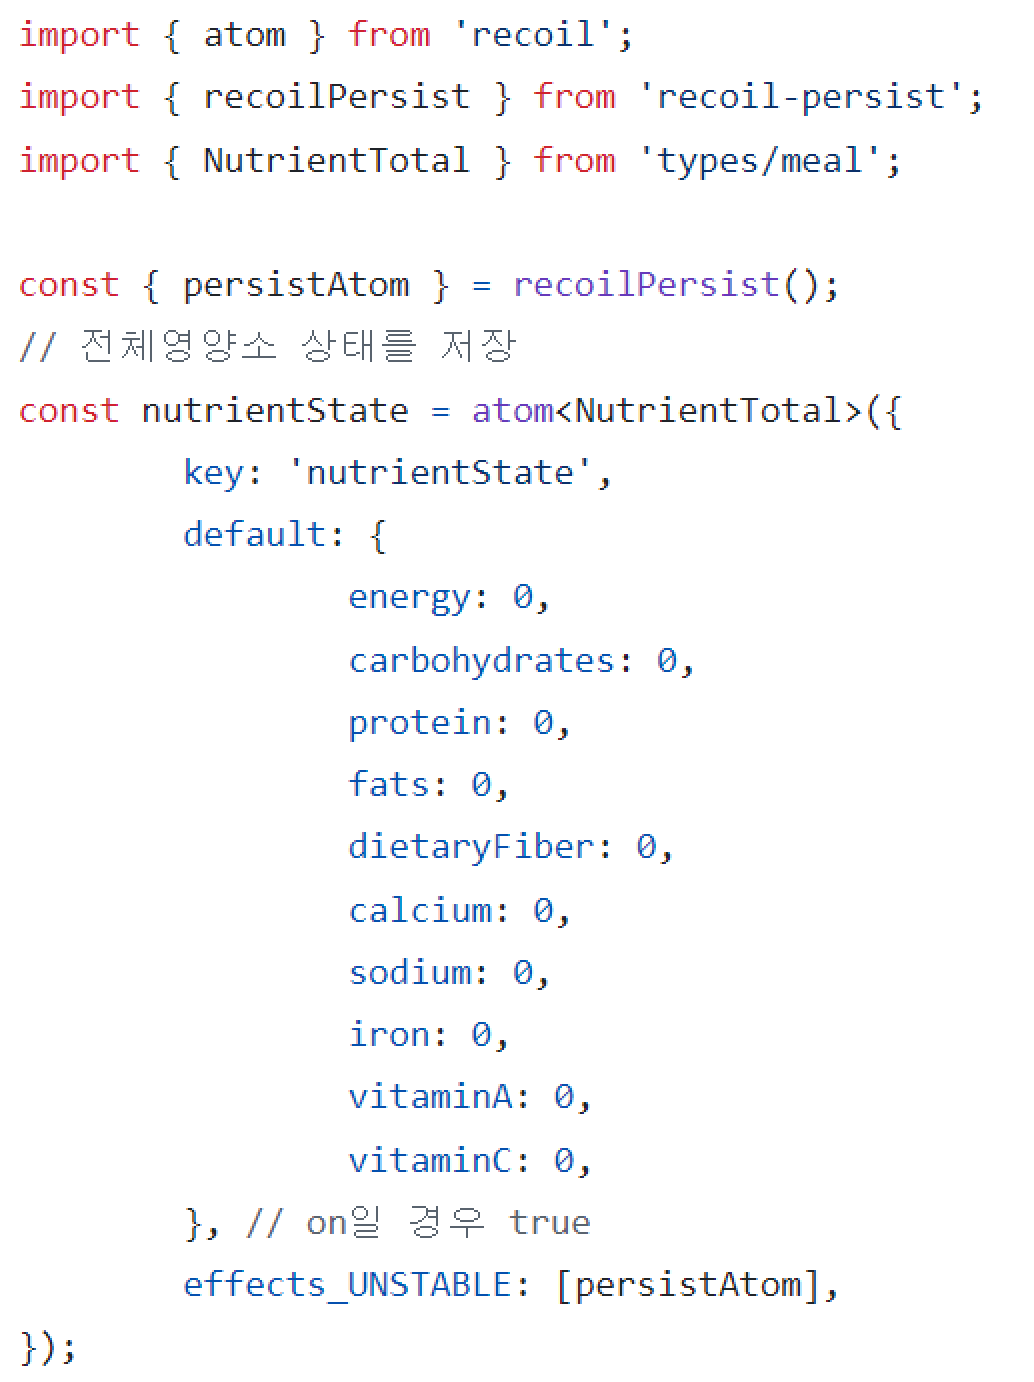 import { atom } from 'recoil';
import { recoilPersist } from 'recoil-persist';
import { NutrientTotal } from 'types/meal';
const { persistAtom } = recoilPersist();
// 전체영양소 상태를 저장
const nutrientState = atom<NutrientTotal>({
key: 'nutrientState',
default: {
energy: 0,
carbohydrates: 0,
protein: 0,
fats: 0,
dietaryFiber: 0,
calcium: 0,
sodium: 0,
iron: 0,
vitaminA: 0,
vitaminC: 0,
}, // on일 경우 true
effects_UNSTABLE: [persistAtom],
});